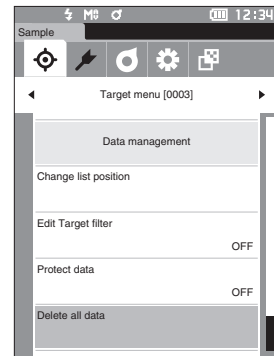 M0 12:34
Sample
Target menu [0003]
Data management
Change list position
Edit Target filter
OFF
Protect data
OFF
Delete all data